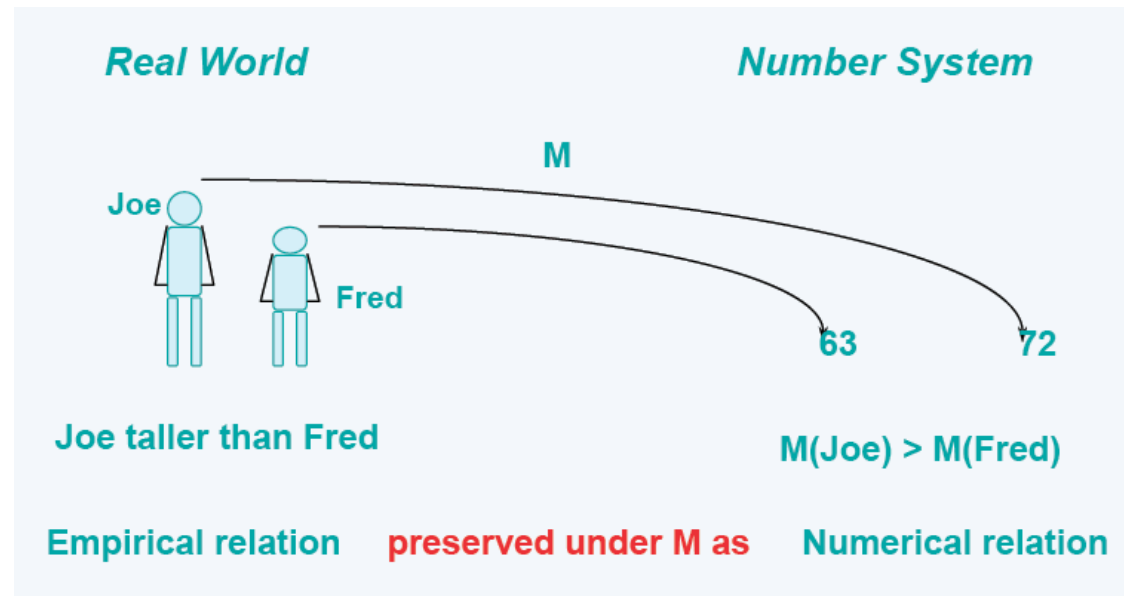 Real World
Number System
M
Joe
Fred
63
72
Joe taller than Fred
M(Joe) > M(Fred)
Empirical relation preserved under M as Numerical relation